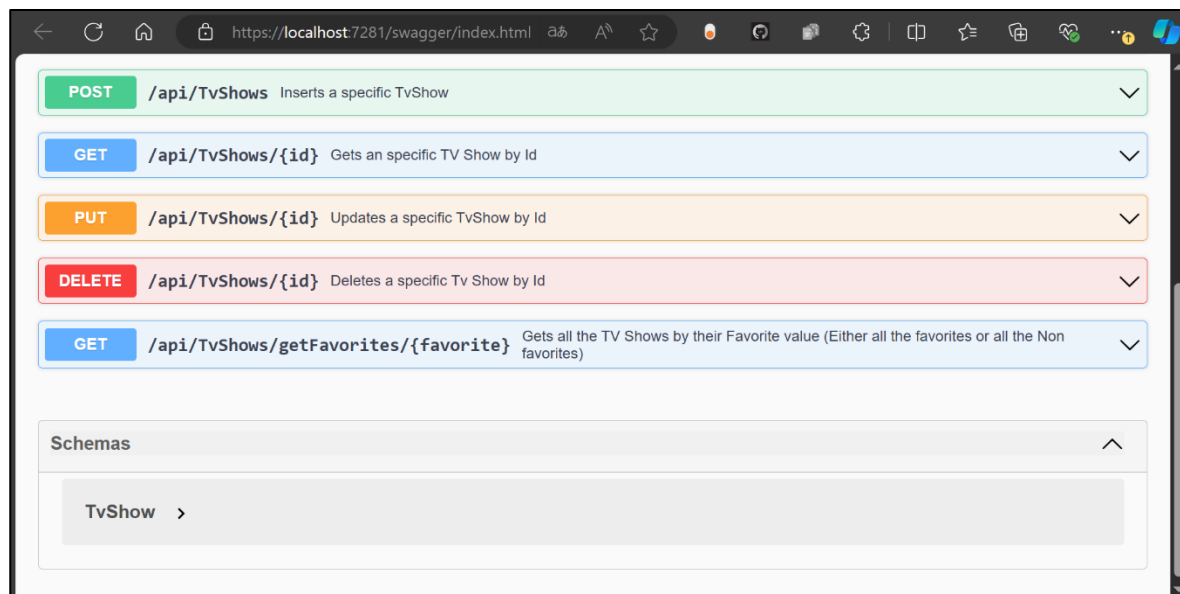 https://localhost:7281/swagger/index.html
POST /api/TvShows Inserts a specific TvShow
GET /api/TvShows/{id} Gets an specific TV Show by Id
PUT /api/TvShows/{id} Updates a specific TvShow by Id
DELETE /api/TvShows/{id} Deletes a specific Tv Show by Id
GET /api/TvShows/getFavorites/{favorite} Gets all the TV Shows by their Favorite value (Either all the favorites or all the Non
favorites)
Schemas
TvShow